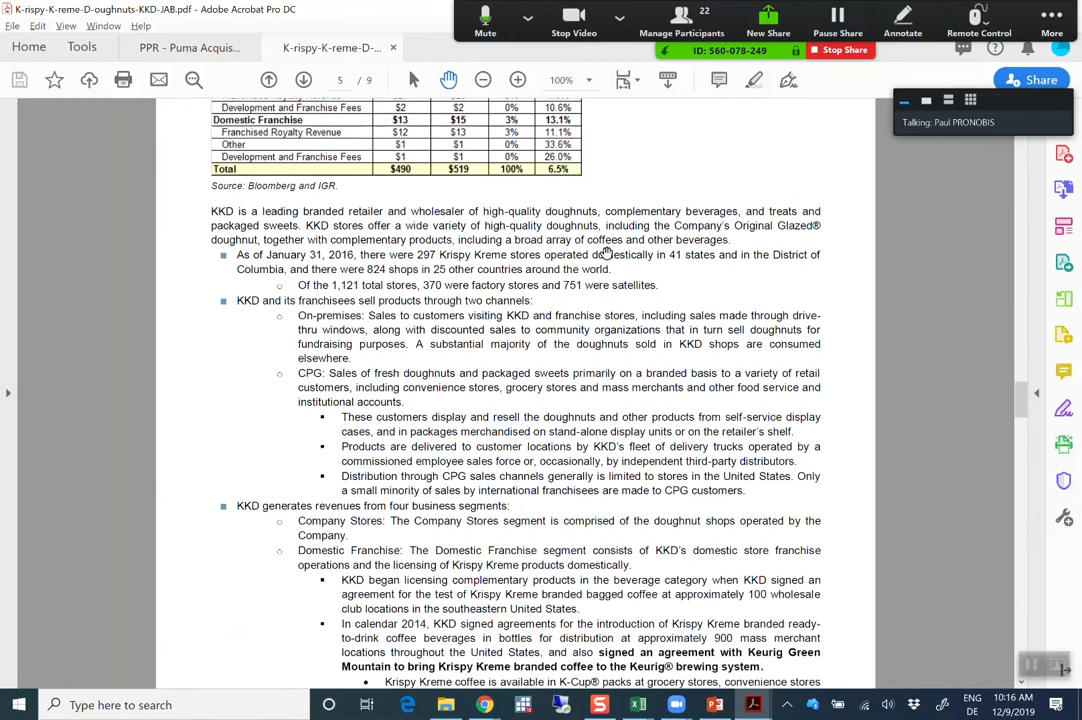 K-rispy-K-reme-D-oughnuts-KKD-JAB.pdf - Adobe Acrobat Pro DC
File Edit View Window Help
Home Tools PPR - Puma Acquis... K-rispy-K-reme-D-... ×
Mute Stop Video 22 Manage Participants New Share Pause Share Annotate Remote Control More
ID: 560-078-249 Stop Share
5 / 9 100% Share
Talking: Paul PRONOBIS
Development and Franchise Fees $2 $2 0% 10.6%
Domestic Franchise $13 $15 3% 13.1%
Franchised Royalty Revenue $12 $13 3% 11.1%
Other $1 $1 0% 33.6%
Development and Franchise Fees $1 $1 0% 26.0%
Total $490 $519 100% 6.5%
Source: Bloomberg and IGR.
KKD is a leading branded retailer and wholesaler of high-quality doughnuts, complementary beverages, and treats and
packaged sweets. KKD stores offer a wide variety of high-quality doughnuts, including the Company's Original Glazed®
doughnut, together with complementary products, including a broad array of coffees and other beverages.
As of January 31, 2016, there were 297 Krispy Kreme stores operated domestically in 41 states and in the District of
Columbia, and there were 824 shops in 25 other countries around the world.
Of the 1,121 total stores, 370 were factory stores and 751 were satellites.
KKD and its franchisees sell products through two channels:
On-premises: Sales to customers visiting KKD and franchise stores, including sales made through drive-
thru windows, along with discounted sales to community organizations that in turn sell doughnuts for
fundraising purposes. A substantial majority of the doughnuts sold in KKD shops are consumed
elsewhere.
CPG: Sales of fresh doughnuts and packaged sweets primarily on a branded basis to a variety of retail
customers, including convenience stores, grocery stores and mass merchants and other food service and
institutional accounts.
These customers display and resell the doughnuts and other products from self-service display
cases, and in packages merchandised on stand-alone display units or on the retailer's shelf.
Products are delivered to customer locations by KKD's fleet of delivery trucks operated by a
commissioned employee sales force or, occasionally, by independent third-party distributors.
Distribution through CPG sales channels generally is limited to stores in the United States. Only
a small minority of sales by international franchisees are made to CPG customers.
KKD generates revenues from four business segments:
Company Stores: The Company Stores segment is comprised of the doughnut shops operated by the
Company.
Domestic Franchise: The Domestic Franchise segment consists of KKD's domestic store franchise
operations and the licensing of Krispy Kreme products domestically.
KKD began licensing complementary products in the beverage category when KKD signed an
agreement for the test of Krispy Kreme branded bagged coffee at approximately 100 wholesale
club locations in the southeastern United States.
In calendar 2014, KKD signed agreements for the introduction of Krispy Kreme branded ready-
to-drink coffee beverages in bottles for distribution at approximately 900 mass merchant
locations throughout the United States, and also signed an agreement with Keurig Green
Mountain to bring Krispy Kreme branded coffee to the Keurig® brewing system.
Krispy Kreme coffee is available in K-Cup® packs at grocery stores, convenience stores
Type here to search
ENG 10:16 AM
DE 12/9/2019